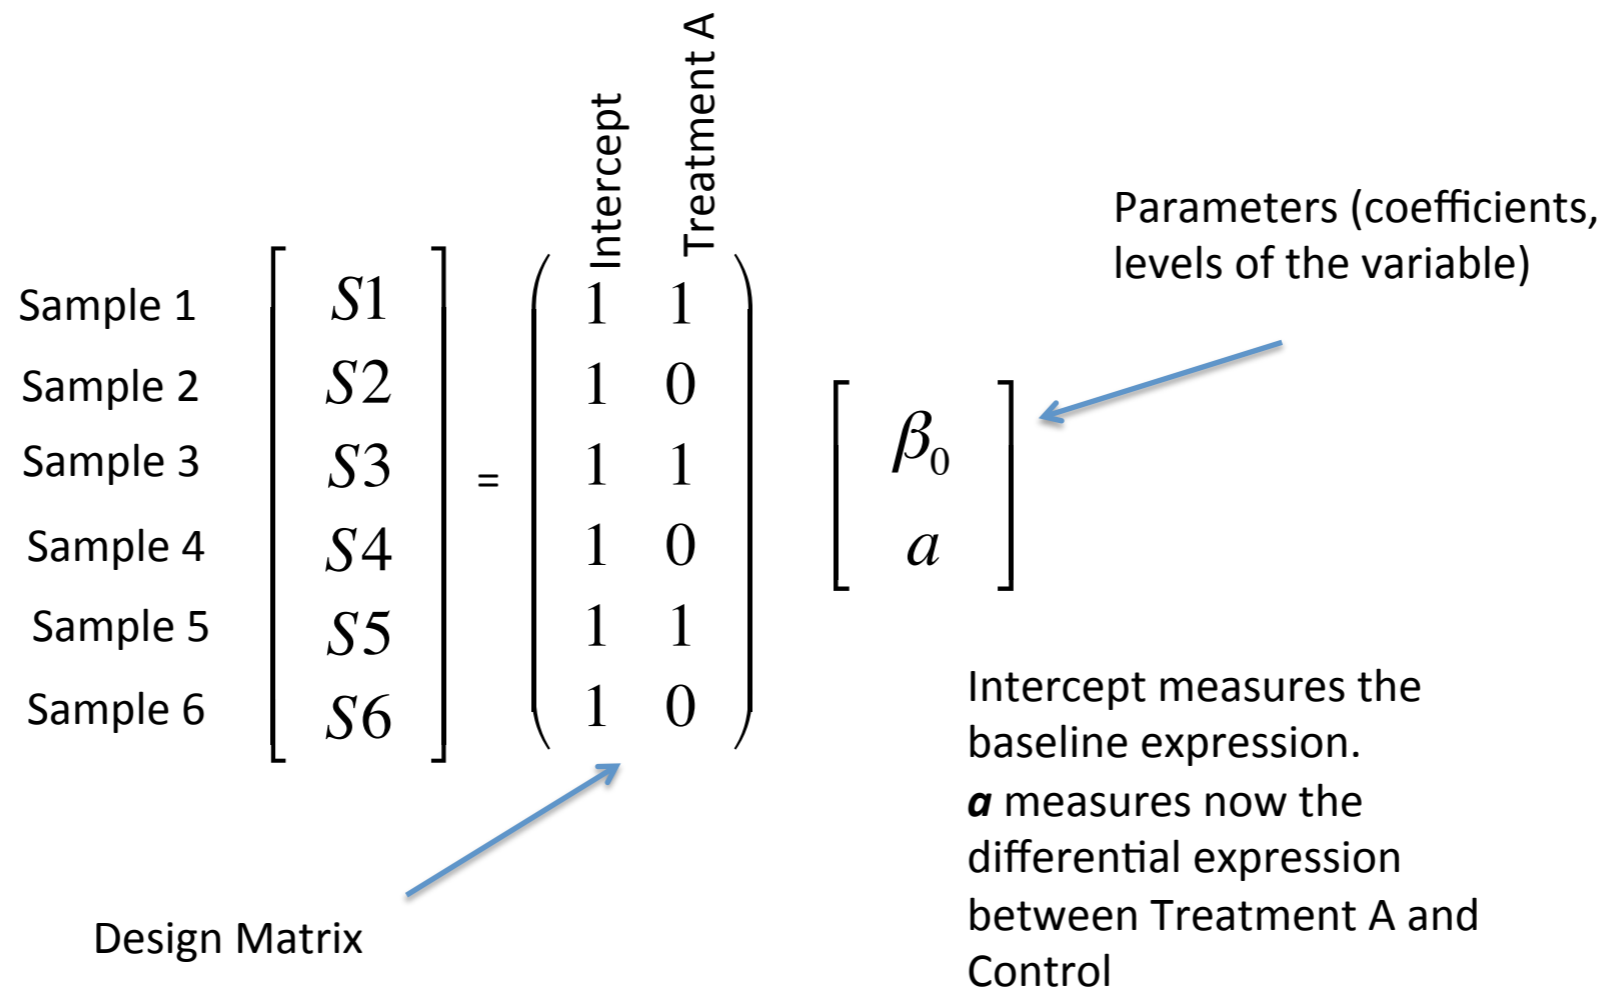 Intercept
Treatment A
Parameters (coefficients,
levels of the variable)
Sample 1 [ S1 ] ( 1 1 )
Sample 2 S2 1 0
Sample 3 S3 = 1 1 [ β₀ ]
Sample 4 S4 1 0 a
Sample 5 S5 1 1
Sample 6 S6 1 0
Intercept measures the
baseline expression.
a measures now the
differential expression
between Treatment A and
Control
Design Matrix